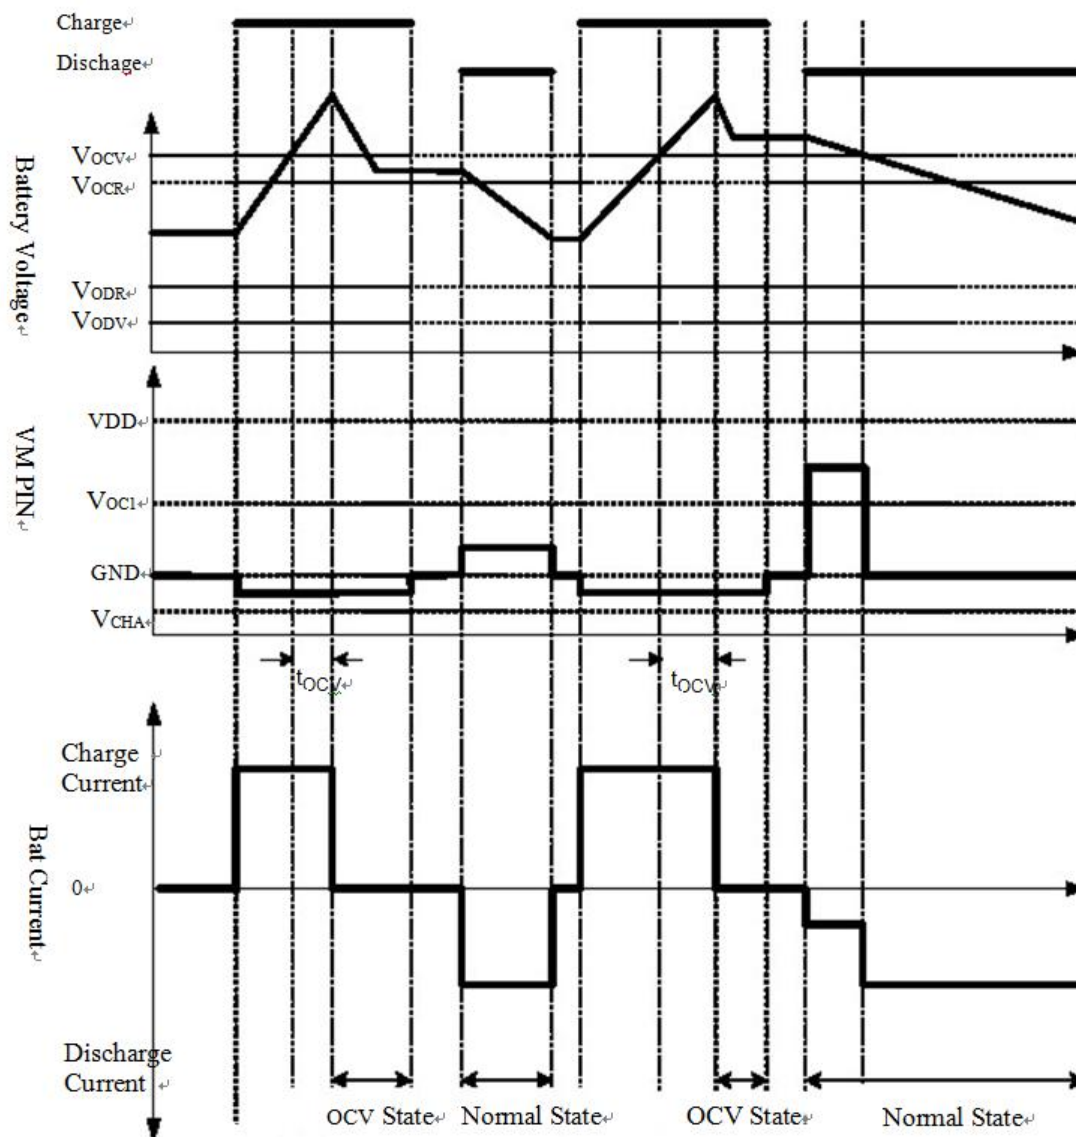 Charge
Dischage
Battery Voltage
VOCV
VOCR
VODR
VODV
VM PIN
VDD
VOC1
GND
VCHA
tOCV
tOCV
Bat Current
Charge
Current
0
Discharge
Current
OCV State
Normal State
OCV State
Normal State